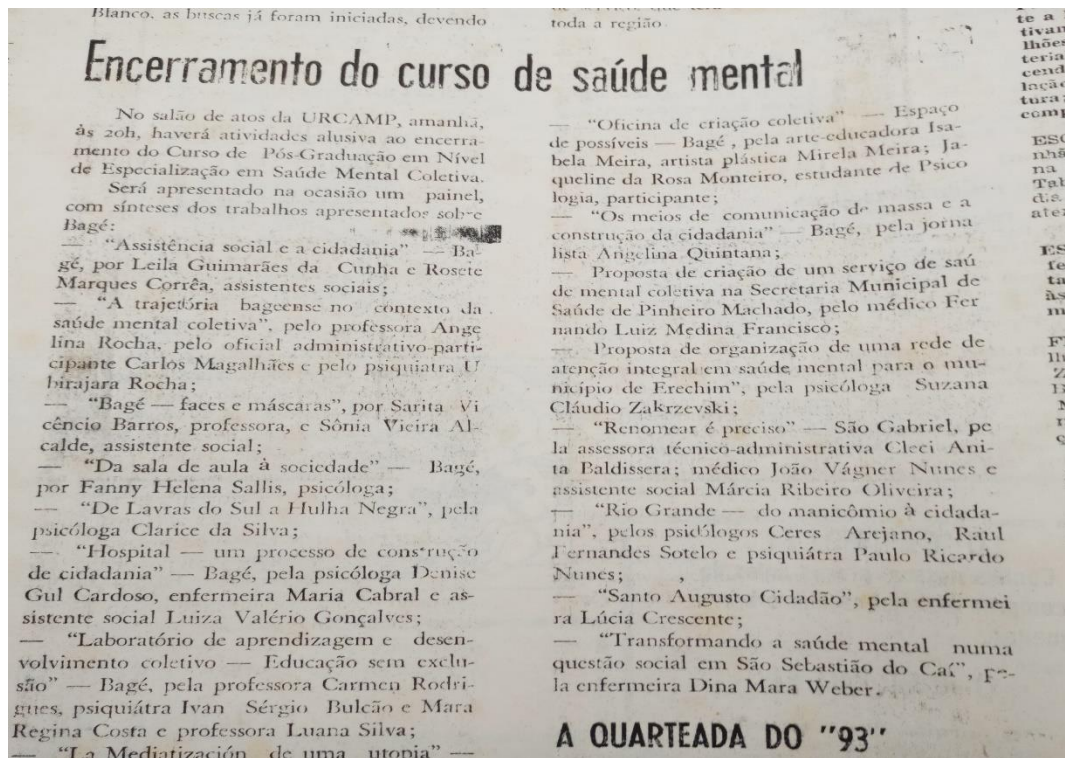 Blanco, as buscas já foram iniciadas, devendo
toda a região.
Encerramento do curso de saúde mental
No salão de atos da URCAMP, amanhã,
às 20h, haverá atividades alusiva ao encerra-
mento do Curso de Pós-Graduação em Nível
de Especialização em Saúde Mental Coletiva.
Será apresentado na ocasião um painel,
com sínteses dos trabalhos apresentados sobre
Bagé:
— "Assistência social e a cidadania" — Ba-
gé, por Leila Guimarães da Cunha e Rosete
Marques Corrêa, assistentes sociais;
— "A trajetória bageense no contexto da
saúde mental coletiva", pelo professora Ange
lina Rocha, pelo oficial administrativo-parti-
cipante Carlos Magalhães e pelo psiquiatra U
birajara Rocha;
— "Bagé — faces e máscaras", por Sarita Vi
cêncio Barros, professora, e Sônia Vieira Al-
calde, assistente social;
— "Da sala de aula à sociedade" — Bagé,
por Fanny Helena Sallis, psicóloga;
— "De Lavras do Sul a Hulha Negra", pela
psicóloga Clarice da Silva;
— "Hospital — um processo de construção
de cidadania" — Bagé, pela psicóloga Denise
Gul Cardoso, enfermeira Maria Cabral e as-
sistente social Luiza Valério Gonçalves;
— "Laboratório de aprendizagem e desen-
volvimento coletivo — Educação sem exclu-
são" — Bagé, pela professora Carmen Rodri-
gues, psiquiátra Ivan Sérgio Bulcão e Mara
Regina Costa e professora Luana Silva;
— "La Mediatización de uma utopia" —
— "Oficina de criação coletiva" — Espaço
de possíveis — Bagé , pela arte-educadora Isa-
bela Meira, artista plástica Mirela Meira; Ja-
queline da Rosa Monteiro, estudante de Psico
logia, participante;
— "Os meios de comunicação de massa e a
construção da cidadania" — Bagé, pela jorna
lista Angelina Quintana;
— Proposta de criação de um serviço de saú
de mental coletiva na Secretaria Municipal de
Saúde de Pinheiro Machado, pelo médico Fer
nando Luiz Medina Francisco;
— Proposta de organização de uma rede de
atenção integral em saúde mental para o mu-
nicípio de Erechim", pela psicóloga Suzana
Cláudio Zakrzevski;
— "Renomear é preciso" — São Gabriel, pe
la assessora técnico-administrativa Cleci Ani-
ta Baldissera; médico João Vágner Nunes e
assistente social Márcia Ribeiro Oliveira;
— "Rio Grande — do manicômio à cidada-
nia", pelos psidólogos Ceres Arejano, Raul
Fernandes Sotelo e psiquiátra Paulo Ricardo
Nunes;
— "Santo Augusto Cidadão", pela enfermei
ra Lúcia Crescente;
— "Transformando a saúde mental numa
questão social em São Sebastião do Caí", pe-
la enfermeira Dina Mara Weber.
A QUARTEADA DO "93"